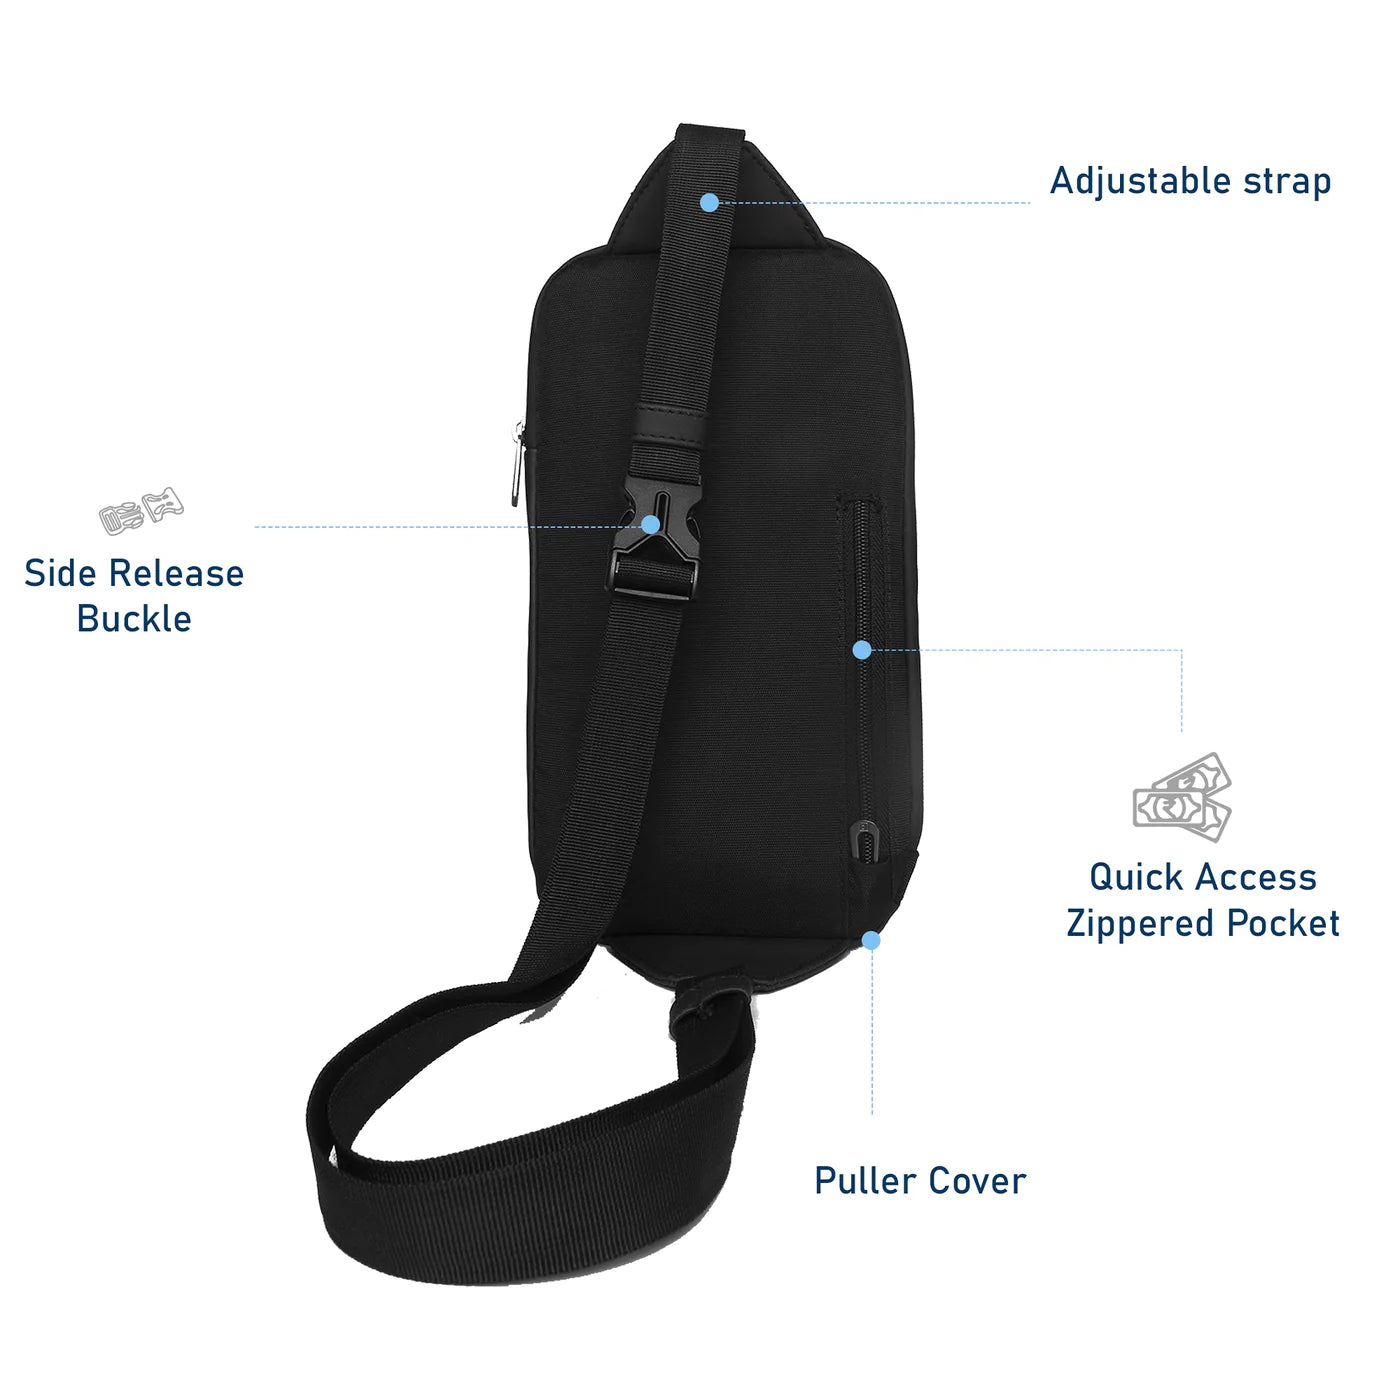 Adjustable strap
Side Release
Buckle
Quick Access
Zippered Pocket
Puller Cover